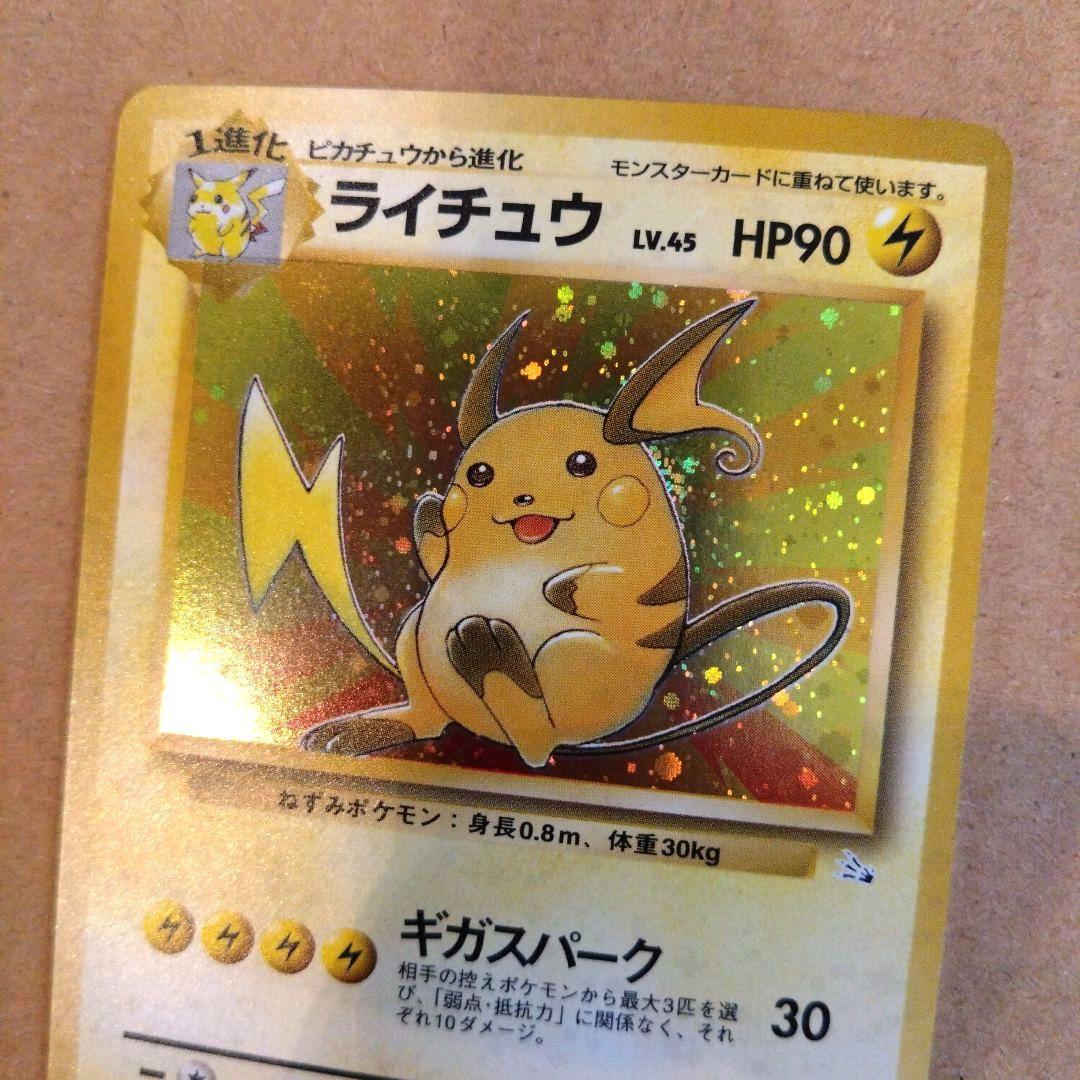 1進化 ピカチュウから進化 モンスターカードに重ねて使います。
ライチュウ LV.45 HP90
ねずみポケモン：身長0.8m、体重30kg
ギガスパーク
相手の控えポケモンから最大3匹を選
び、「弱点・抵抗力」に関係なく、それ
ぞれ10ダメージ。
30